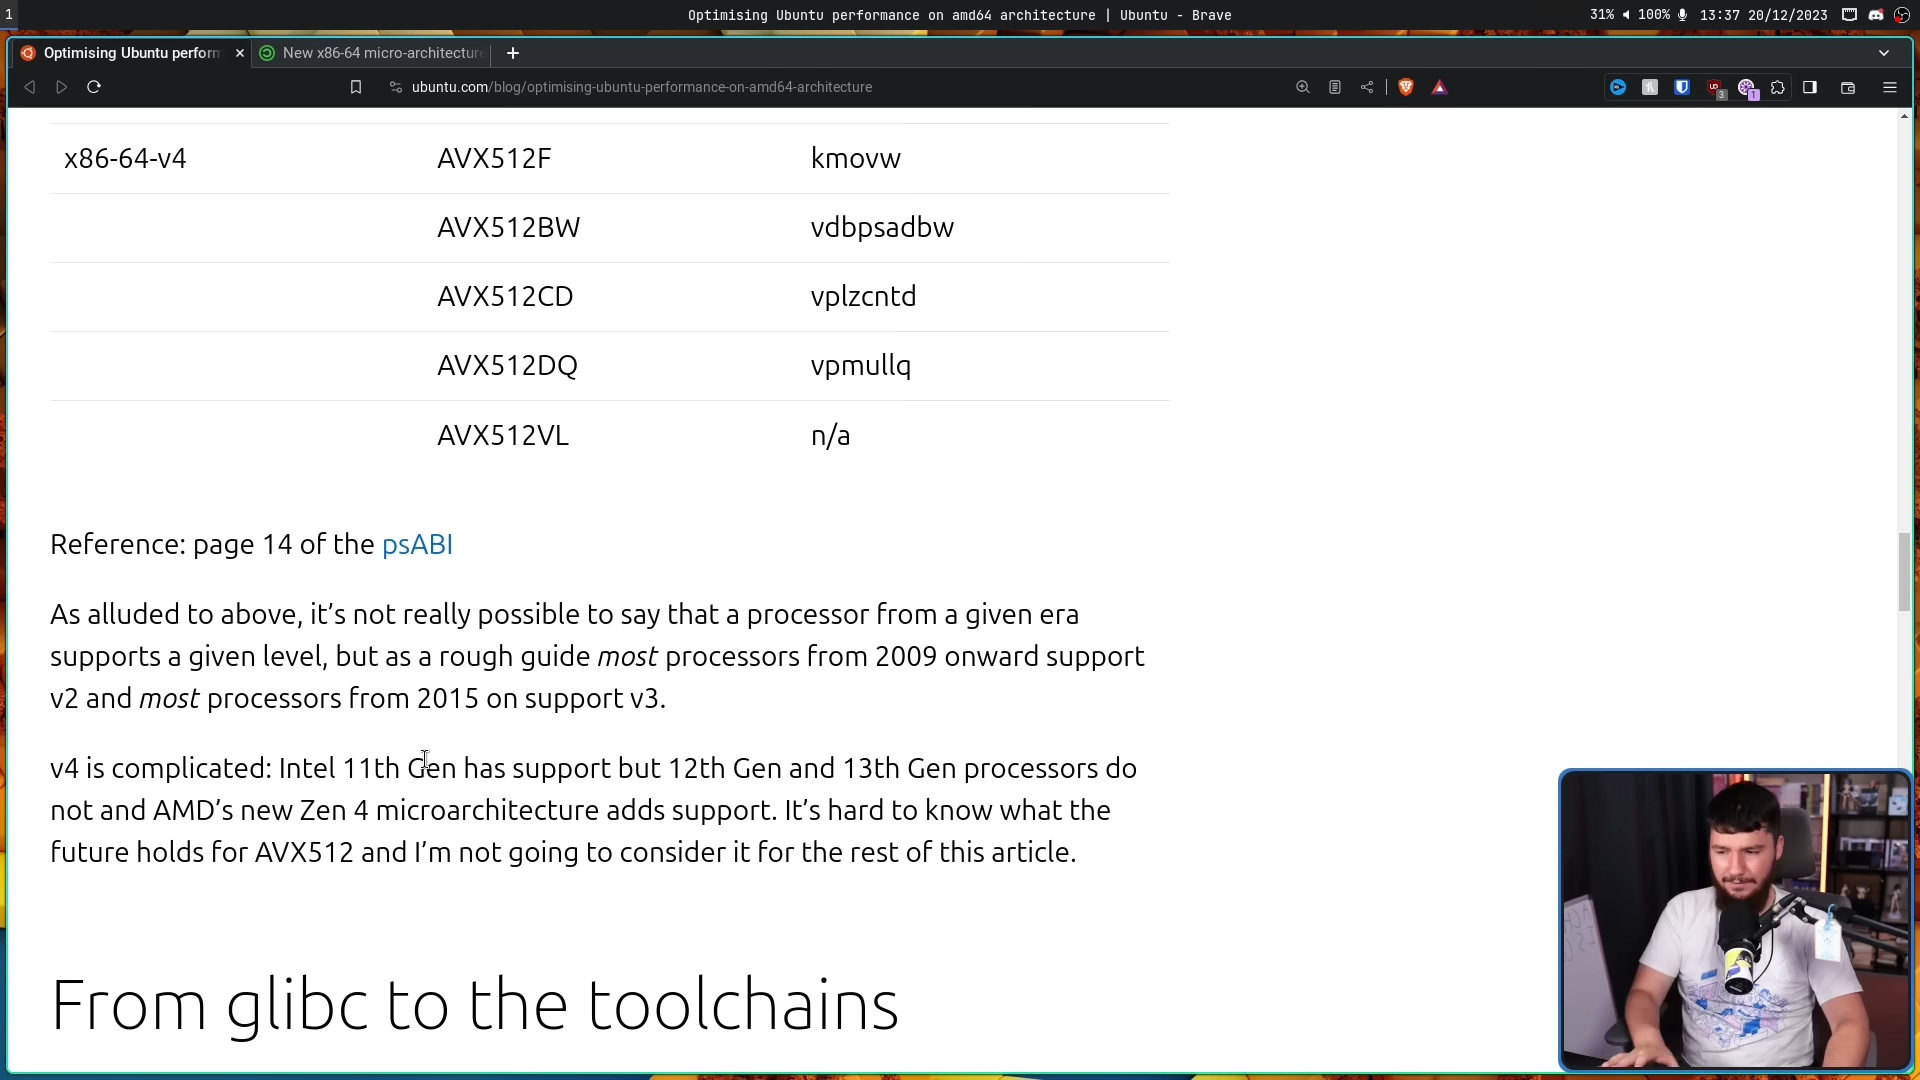 1
Optimising Ubuntu performance on amd64 architecture | Ubuntu - Brave
31% 100% 13:37 20/12/2023
Optimising Ubuntu perforn
New x86-64 micro-architecture
ubuntu.com/blog/optimising-ubuntu-performance-on-amd64-architecture
3
1
x86-64-v4 AVX512F kmovw
AVX512BW vdbpsadbw
AVX512CD vplzcntd
AVX512DQ vpmullq
AVX512VL n/a
Reference: page 14 of the psABI
As alluded to above, it’s not really possible to say that a processor from a given era
supports a given level, but as a rough guide most processors from 2009 onward support
v2 and most processors from 2015 on support v3.
v4 is complicated: Intel 11th Gen has support but 12th Gen and 13th Gen processors do
not and AMD’s new Zen 4 microarchitecture adds support. It’s hard to know what the
future holds for AVX512 and I’m not going to consider it for the rest of this article.
From glibc to the toolchains